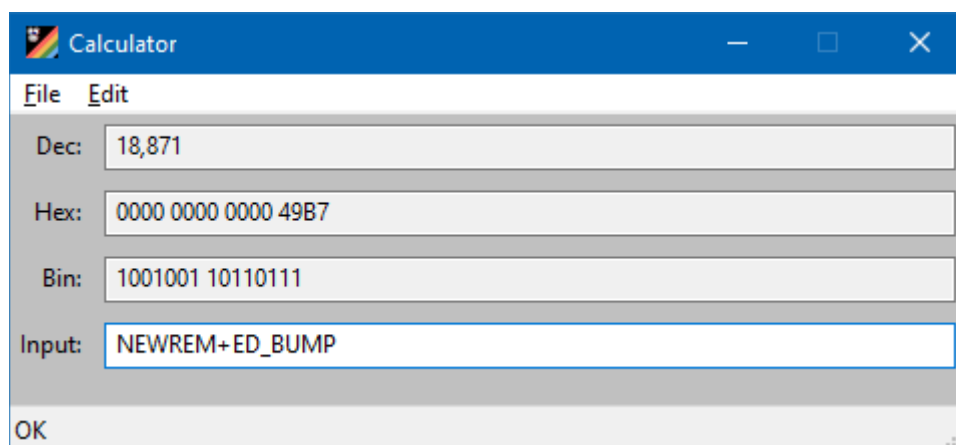 Calculator
File Edit
Dec: 18,871
Hex: 0000 0000 0000 49B7
Bin: 1001001 10110111
Input: NEWREM+ED_BUMP
OK